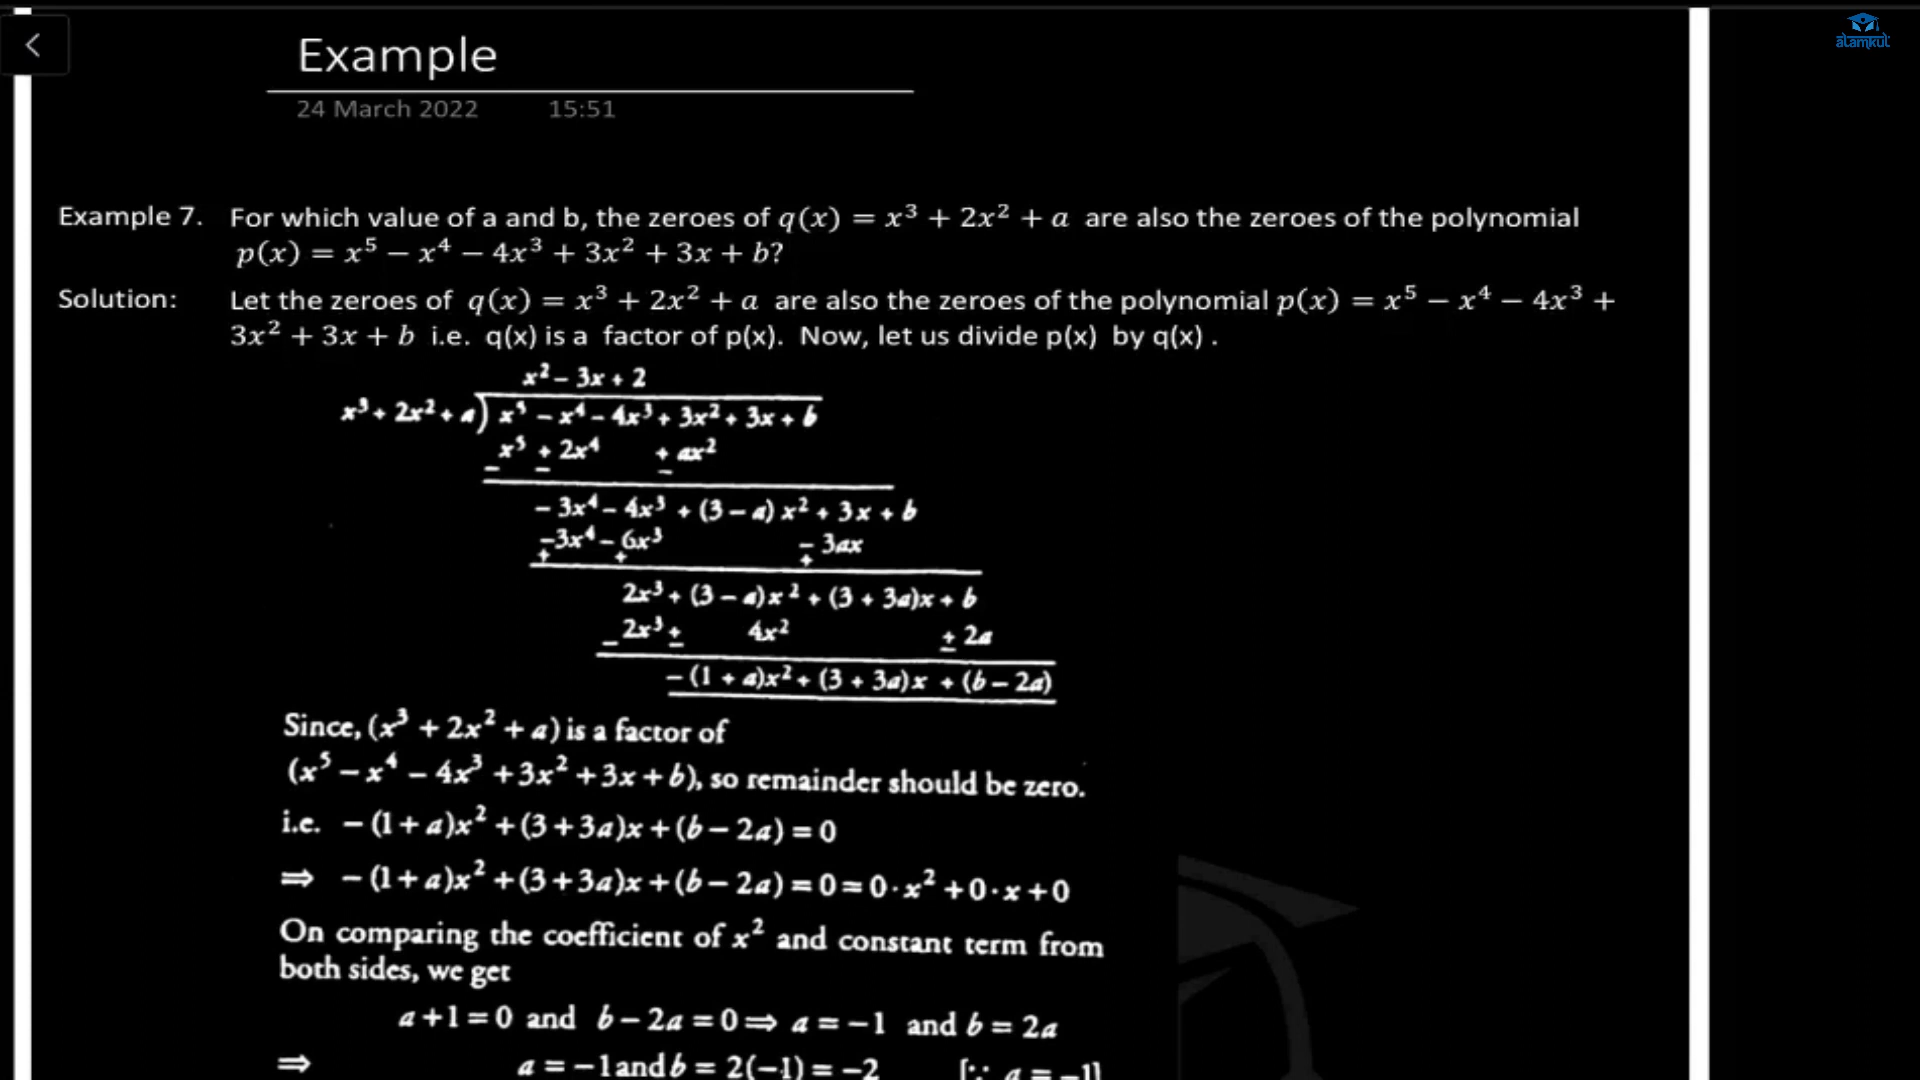 Example
24 March 2022 15:51
alamkut
Example 7. For which value of a and b, the zeroes of q(x) = x³ + 2x² + a are also the zeroes of the polynomial
p(x) = x⁵ − x⁴ − 4x³ + 3x² + 3x + b?
Solution: Let the zeroes of q(x) = x³ + 2x² + a are also the zeroes of the polynomial p(x) = x⁵ − x⁴ − 4x³ +
3x² + 3x + b i.e. q(x) is a factor of p(x). Now, let us divide p(x) by q(x) .
x² − 3x + 2
x³ + 2x² + a) x⁵ − x⁴ − 4x³ + 3x² + 3x + b
x⁵ + 2x⁴ + ax²
− − −
− 3x⁴ − 4x³ + (3 − a) x² + 3x + b
−3x⁴ − 6x³ − 3ax
+ + +
2x³ + (3 − a)x² + (3 + 3a)x + b
2x³ + 4x² + 2a
− − −
− (1 + a)x² + (3 + 3a)x + (b − 2a)
Since, (x³ + 2x² + a) is a factor of
(x⁵ − x⁴ − 4x³ + 3x² + 3x + b), so remainder should be zero.
i.e. − (1 + a)x² + (3 + 3a)x + (b − 2a) = 0
⇒ − (1 + a)x² + (3 + 3a)x + (b − 2a) = 0 = 0·x² + 0·x + 0
On comparing the coefficient of x² and constant term from
both sides, we get
a + 1 = 0 and b − 2a = 0 ⇒ a = −1 and b = 2a
⇒ a = −1 and b = 2(−1) = −2 [∵ a = −1]